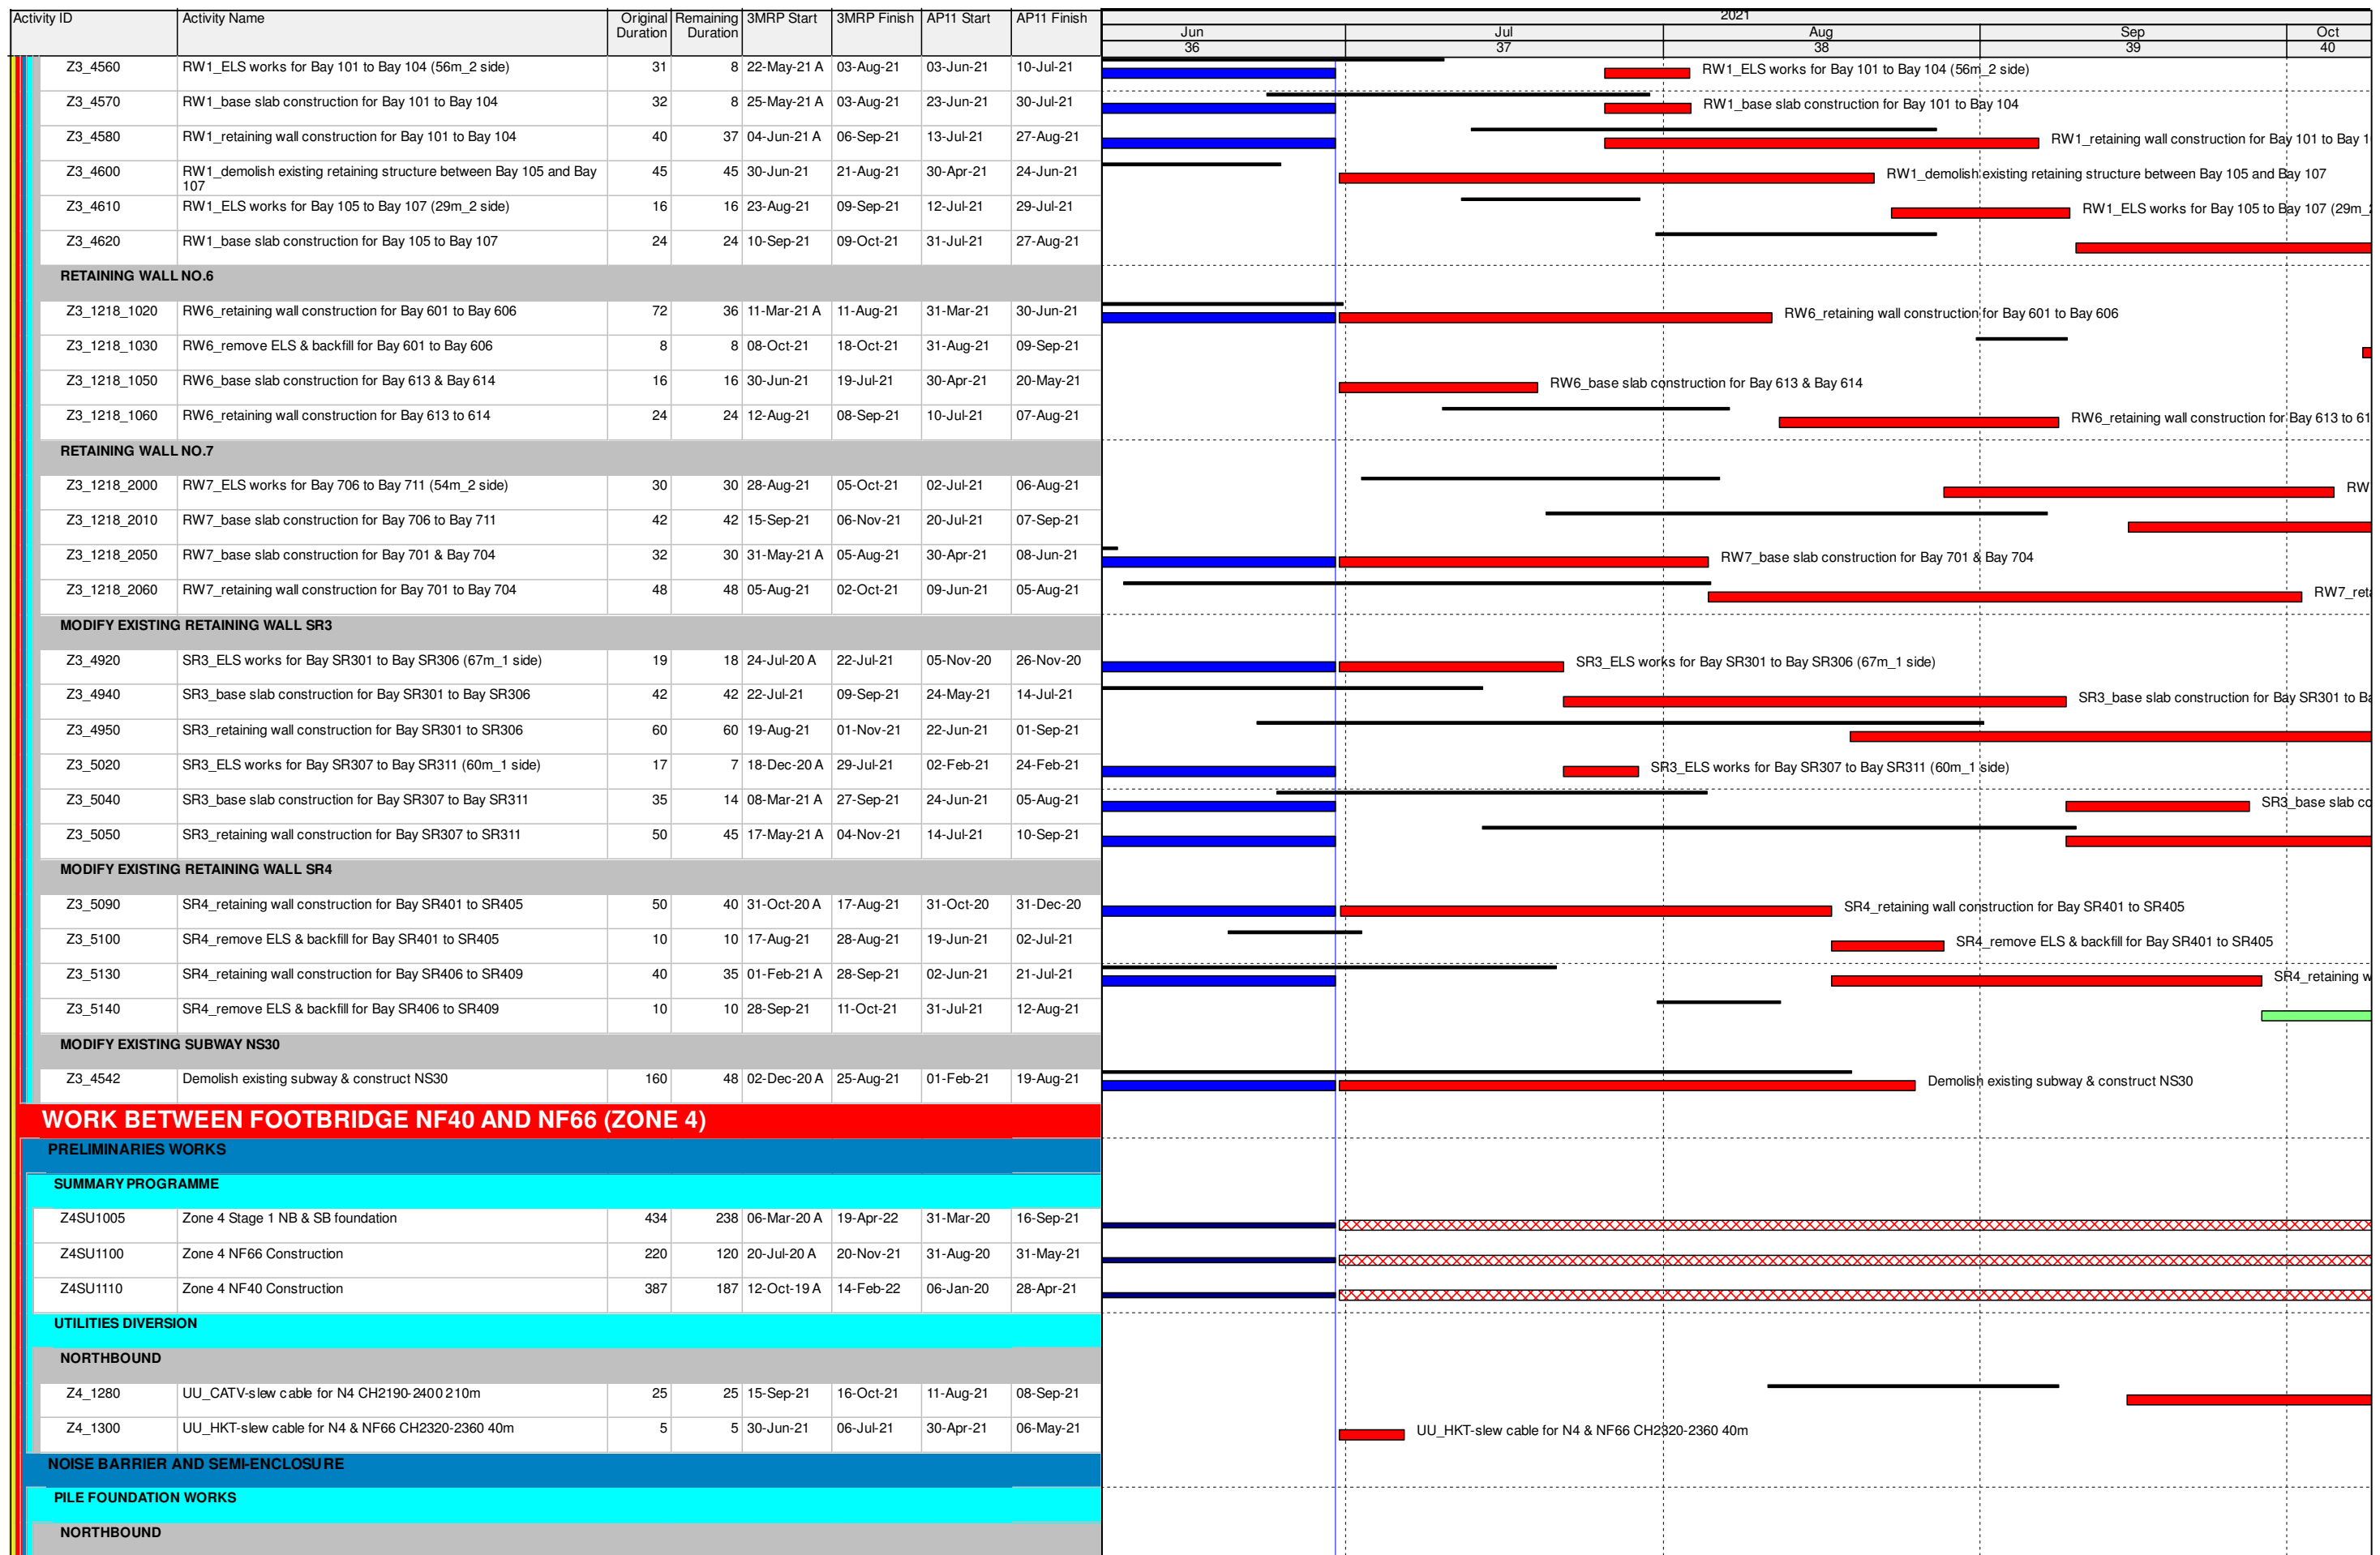 Activity ID Activity Name Original Duration Remaining Duration 3MRP Start 3MRP Finish AP11 Start AP11 Finish 2021
Jun Jul Aug Sep Oct
36 37 38 39 40
Z3_4560 RW1_ELS works for Bay 101 to Bay 104 (56m_2 side) 31 8 22-May-21 A 03-Aug-21 03-Jun-21 10-Jul-21 RW1_ELS works for Bay 101 to Bay 104 (56m_2 side)
Z3_4570 RW1_base slab construction for Bay 101 to Bay 104 32 8 25-May-21 A 03-Aug-21 23-Jun-21 30-Jul-21 RW1_base slab construction for Bay 101 to Bay 104
Z3_4580 RW1_retaining wall construction for Bay 101 to Bay 104 40 37 04-Jun-21 A 06-Sep-21 13-Jul-21 27-Aug-21 RW1_retaining wall construction for Bay 101 to Bay 1
Z3_4600 RW1_demolish existing retaining structure between Bay 105 and Bay 107 45 45 30-Jun-21 21-Aug-21 30-Apr-21 24-Jun-21 RW1_demolish existing retaining structure between Bay 105 and Bay 107
Z3_4610 RW1_ELS works for Bay 105 to Bay 107 (29m_2 side) 16 16 23-Aug-21 09-Sep-21 12-Jul-21 29-Jul-21 RW1_ELS works for Bay 105 to Bay 107 (29m_2
Z3_4620 RW1_base slab construction for Bay 105 to Bay 107 24 24 10-Sep-21 09-Oct-21 31-Jul-21 27-Aug-21
RETAINING WALL NO.6
Z3_1218_1020 RW6_retaining wall construction for Bay 601 to Bay 606 72 36 11-Mar-21 A 11-Aug-21 31-Mar-21 30-Jun-21 RW6_retaining wall construction for Bay 601 to Bay 606
Z3_1218_1030 RW6_remove ELS & backfill for Bay 601 to Bay 606 8 8 08-Oct-21 18-Oct-21 31-Aug-21 09-Sep-21
Z3_1218_1050 RW6_base slab construction for Bay 613 & Bay 614 16 16 30-Jun-21 19-Jul-21 30-Apr-21 20-May-21 RW6_base slab construction for Bay 613 & Bay 614
Z3_1218_1060 RW6_retaining wall construction for Bay 613 to 614 24 24 12-Aug-21 08-Sep-21 10-Jul-21 07-Aug-21 RW6_retaining wall construction for Bay 613 to 61
RETAINING WALL NO.7
Z3_1218_2000 RW7_ELS works for Bay 706 to Bay 711 (54m_2 side) 30 30 28-Aug-21 05-Oct-21 02-Jul-21 06-Aug-21 RW
Z3_1218_2010 RW7_base slab construction for Bay 706 to Bay 711 42 42 15-Sep-21 06-Nov-21 20-Jul-21 07-Sep-21
Z3_1218_2050 RW7_base slab construction for Bay 701 & Bay 704 32 30 31-May-21 A 05-Aug-21 30-Apr-21 08-Jun-21 RW7_base slab construction for Bay 701 & Bay 704
Z3_1218_2060 RW7_retaining wall construction for Bay 701 to Bay 704 48 48 05-Aug-21 02-Oct-21 09-Jun-21 05-Aug-21 RW7_reta
MODIFY EXISTING RETAINING WALL SR3
Z3_4920 SR3_ELS works for Bay SR301 to Bay SR306 (67m_1 side) 19 18 24-Jul-20 A 22-Jul-21 05-Nov-20 26-Nov-20 SR3_ELS works for Bay SR301 to Bay SR306 (67m_1 side)
Z3_4940 SR3_base slab construction for Bay SR301 to Bay SR306 42 42 22-Jul-21 09-Sep-21 24-May-21 14-Jul-21 SR3_base slab construction for Bay SR301 to Ba
Z3_4950 SR3_retaining wall construction for Bay SR301 to SR306 60 60 19-Aug-21 01-Nov-21 22-Jun-21 01-Sep-21
Z3_5020 SR3_ELS works for Bay SR307 to Bay SR311 (60m_1 side) 17 7 18-Dec-20 A 29-Jul-21 02-Feb-21 24-Feb-21 SR3_ELS works for Bay SR307 to Bay SR311 (60m_1 side)
Z3_5040 SR3_base slab construction for Bay SR307 to Bay SR311 35 14 08-Mar-21 A 27-Sep-21 24-Jun-21 05-Aug-21 SR3_base slab co
Z3_5050 SR3_retaining wall construction for Bay SR307 to SR311 50 45 17-May-21 A 04-Nov-21 14-Jul-21 10-Sep-21
MODIFY EXISTING RETAINING WALL SR4
Z3_5090 SR4_retaining wall construction for Bay SR401 to SR405 50 40 31-Oct-20 A 17-Aug-21 31-Oct-20 31-Dec-20 SR4_retaining wall construction for Bay SR401 to SR405
Z3_5100 SR4_remove ELS & backfill for Bay SR401 to SR405 10 10 17-Aug-21 28-Aug-21 19-Jun-21 02-Jul-21 SR4_remove ELS & backfill for Bay SR401 to SR405
Z3_5130 SR4_retaining wall construction for Bay SR406 to SR409 40 35 01-Feb-21 A 28-Sep-21 02-Jun-21 21-Jul-21 SR4_retaining w
Z3_5140 SR4_remove ELS & backfill for Bay SR406 to SR409 10 10 28-Sep-21 11-Oct-21 31-Jul-21 12-Aug-21
MODIFY EXISTING SUBWAY NS30
Z3_4542 Demolish existing subway & construct NS30 160 48 02-Dec-20 A 25-Aug-21 01-Feb-21 19-Aug-21 Demolish existing subway & construct NS30
WORK BETWEEN FOOTBRIDGE NF40 AND NF66 (ZONE 4)
PRELIMINARIES WORKS
SUMMARY PROGRAMME
Z4SU1005 Zone 4 Stage 1 NB & SB foundation 434 238 06-Mar-20 A 19-Apr-22 31-Mar-20 16-Sep-21
Z4SU1100 Zone 4 NF66 Construction 220 120 20-Jul-20 A 20-Nov-21 31-Aug-20 31-May-21
Z4SU1110 Zone 4 NF40 Construction 387 187 12-Oct-19 A 14-Feb-22 06-Jan-20 28-Apr-21
UTILITIES DIVERSION
NORTHBOUND
Z4_1280 UU_CATV-slew cable for N4 CH2190-2400 210m 25 25 15-Sep-21 16-Oct-21 11-Aug-21 08-Sep-21
Z4_1300 UU_HKT-slew cable for N4 & NF66 CH2320-2360 40m 5 5 30-Jun-21 06-Jul-21 30-Apr-21 06-May-21 UU_HKT-slew cable for N4 & NF66 CH2320-2360 40m
NOISE BARRIER AND SEMI-ENCLOSURE
PILE FOUNDATION WORKS
NORTHBOUND